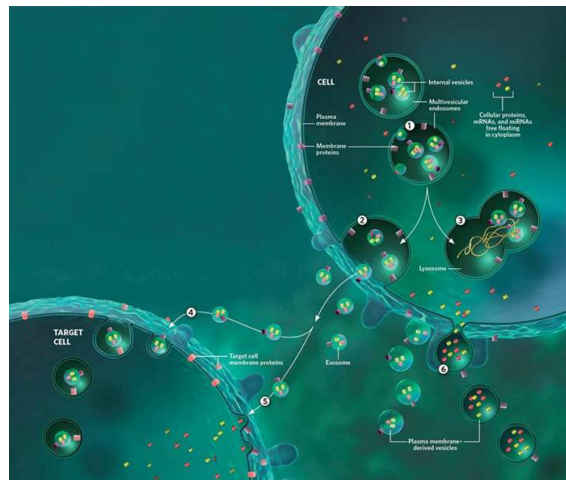 CELL
Internal vesicles
Multivesicular
endosomes
Cellular proteins,
mRNAs, and miRNAs
free floating
in cytoplasm
Plasma
membrane
Membrane
proteins
1
2
3
Lysosome
4
TARGET
CELL
Target cell
membrane proteins
Exosome
5
6
Plasma membrane–
derived vesicles